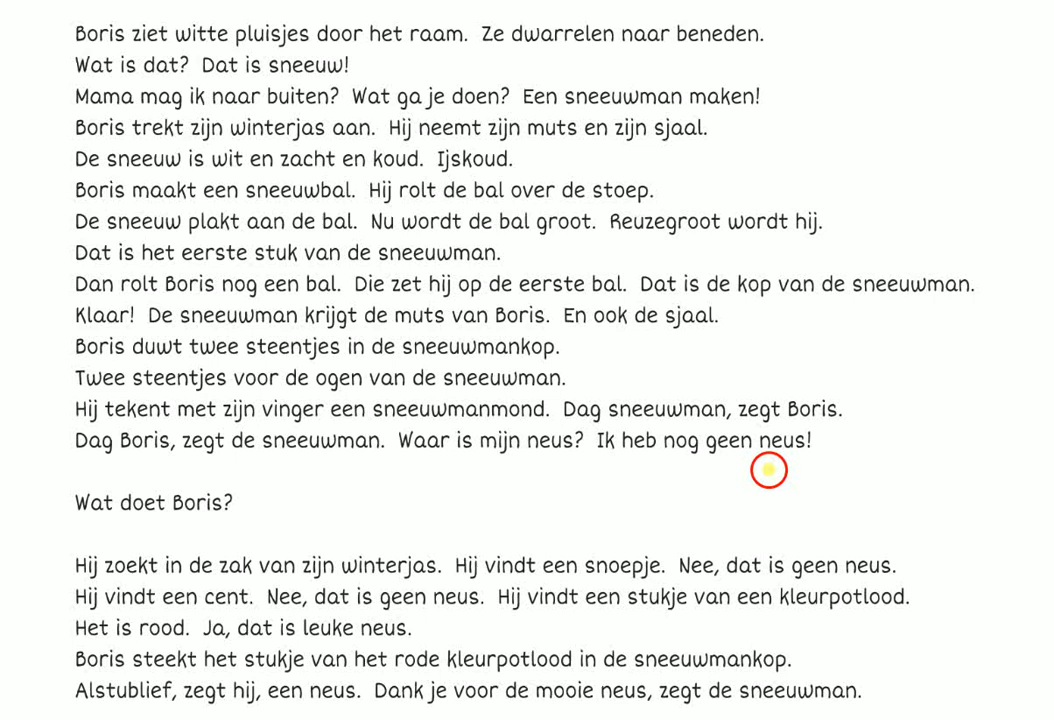 Boris ziet witte pluisjes door het raam. Ze dwarrelen naar beneden.
Wat is dat? Dat is sneeuw!
Mama mag ik naar buiten? Wat ga je doen? Een sneeuwman maken!
Boris trekt zijn winterjas aan. Hij neemt zijn muts en zijn sjaal.
De sneeuw is wit en zacht en koud. Ijskoud.
Boris maakt een sneeuwbal. Hij rolt de bal over de stoep.
De sneeuw plakt aan de bal. Nu wordt de bal groot. Reuzegroot wordt hij.
Dat is het eerste stuk van de sneeuwman.
Dan rolt Boris nog een bal. Die zet hij op de eerste bal. Dat is de kop van de sneeuwman.
Klaar! De sneeuwman krijgt de muts van Boris. En ook de sjaal.
Boris duwt twee steentjes in de sneeuwmankop.
Twee steentjes voor de ogen van de sneeuwman.
Hij tekent met zijn vinger een sneeuwmanmond. Dag sneeuwman, zegt Boris.
Dag Boris, zegt de sneeuwman. Waar is mijn neus? Ik heb nog geen neus!
Wat doet Boris?
Hij zoekt in de zak van zijn winterjas. Hij vindt een snoepje. Nee, dat is geen neus.
Hij vindt een cent. Nee, dat is geen neus. Hij vindt een stukje van een kleurpotlood.
Het is rood. Ja, dat is leuke neus.
Boris steekt het stukje van het rode kleurpotlood in de sneeuwmankop.
Alstublief, zegt hij, een neus. Dank je voor de mooie neus, zegt de sneeuwman.